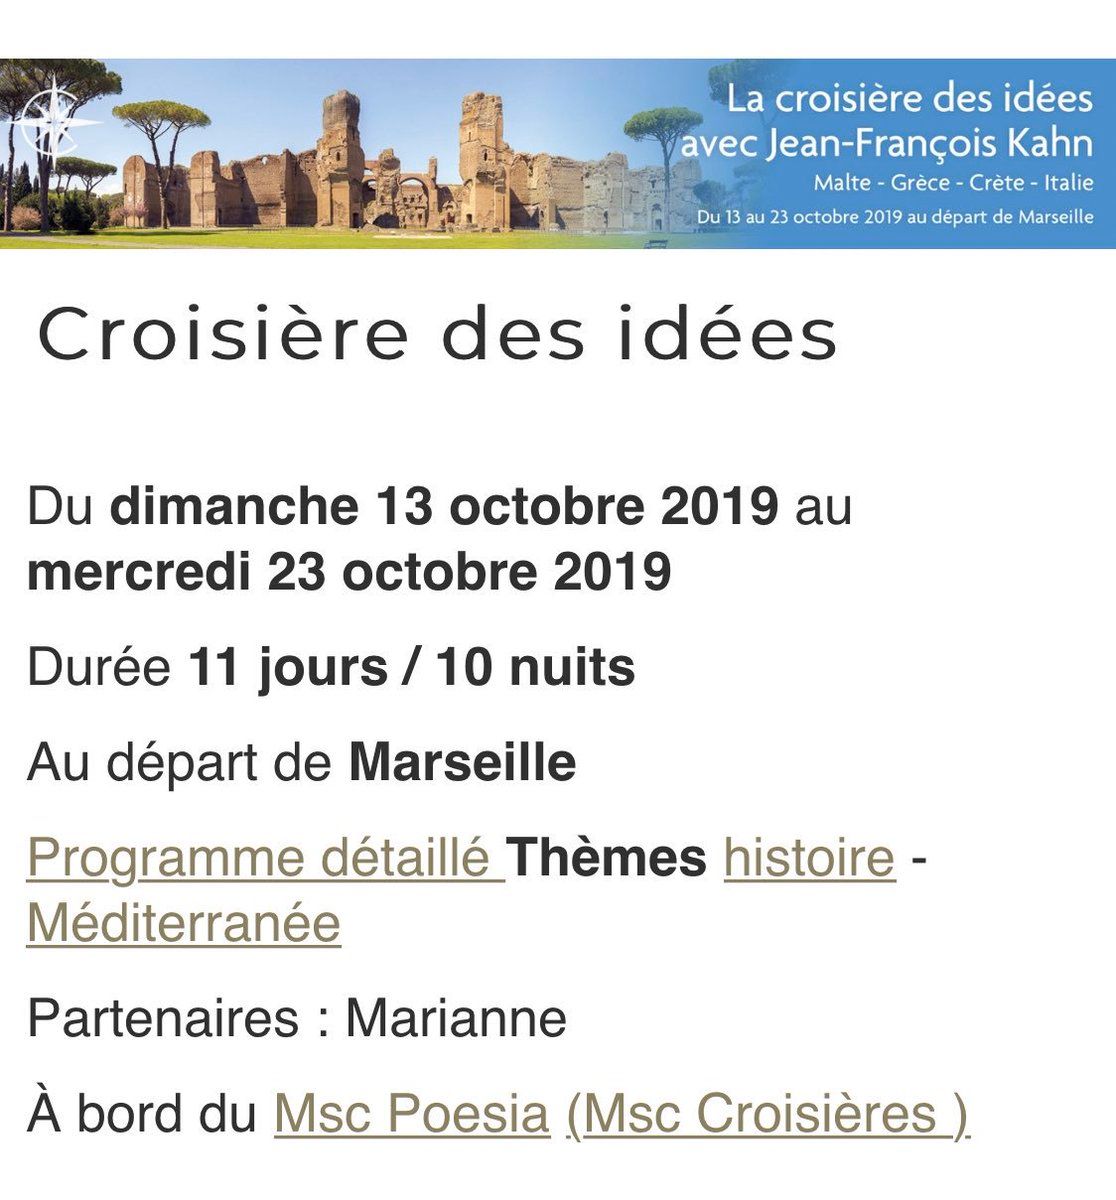 La croisière des idées
avec Jean-François Kahn
Malte - Grèce - Crète - Italie
Du 13 au 23 octobre 2019 au départ de Marseille
Croisière des idées
Du dimanche 13 octobre 2019 au
mercredi 23 octobre 2019
Durée 11 jours / 10 nuits
Au départ de Marseille
Programme détaillé Thèmes histoire -
Méditerranée
Partenaires : Marianne
À bord du Msc Poesia (Msc Croisières )